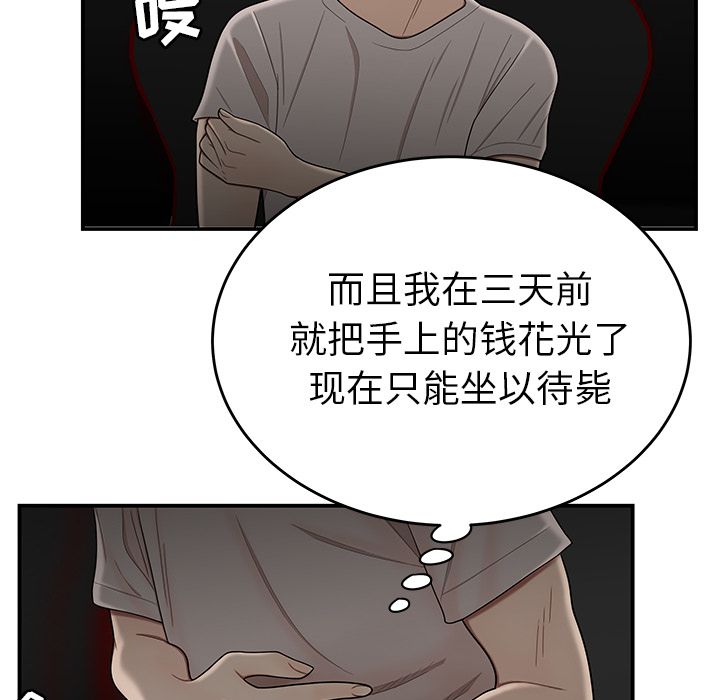 而且我在三天前
就把手上的钱花光了
现在只能坐以待毙